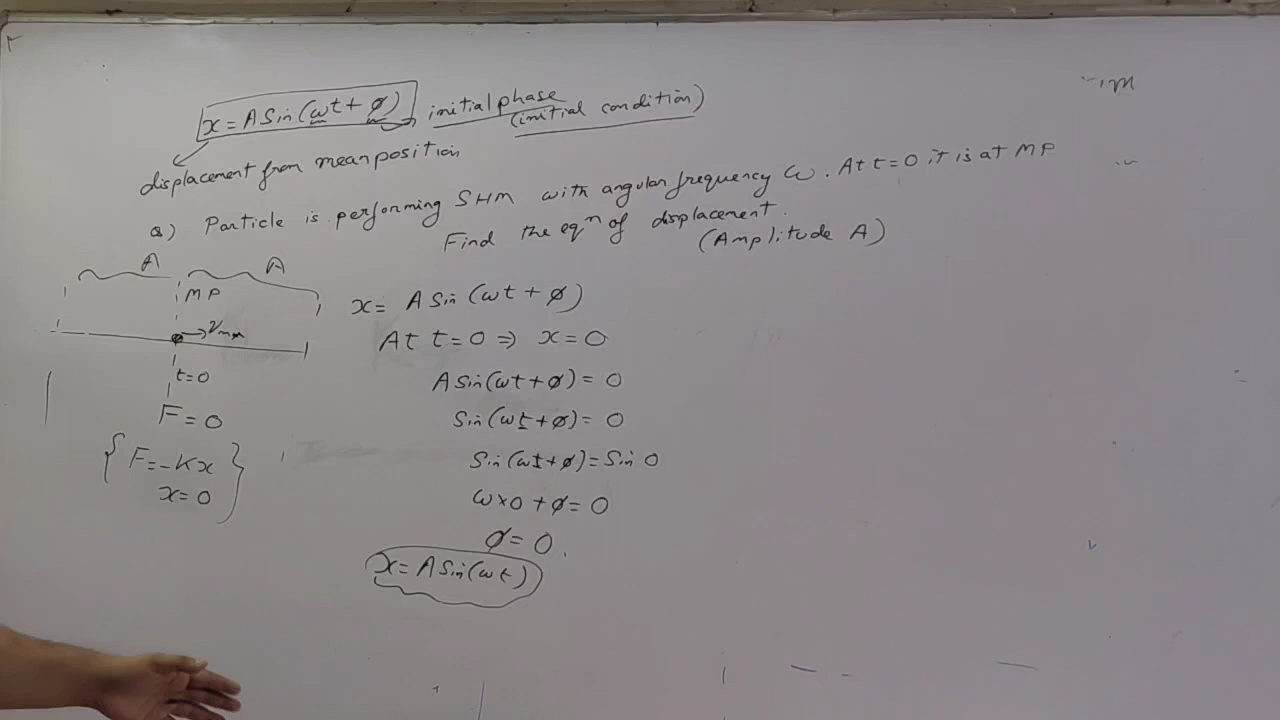 x = A Sin(ωt + φ) initial phase
(initial condition)
displacement from mean position
Q) Particle is performing SHM with angular frequency ω. At t=0 it is at MP
Find the eqⁿ of displacement.
(Amplitude A)
A A
MP
t=0
F = 0
F = -Kx
x = 0
x = A Sin(ωt + φ)
At t=0 ⇒ x = 0
A Sin(ωt + φ) = 0
Sin(ωt + φ) = 0
Sin(ωt + φ) = Sin 0
ω×0 + φ = 0
φ = 0.
x = A Sin(ωt)